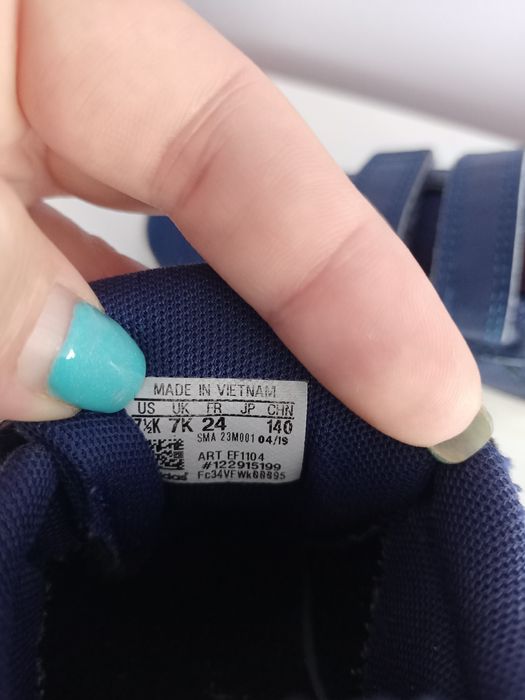 MADE IN VIETNAM
US UK FR JP CHN
7½K 7K 24 140
SMA 23M001 04/19
ART EF1104
#122915199